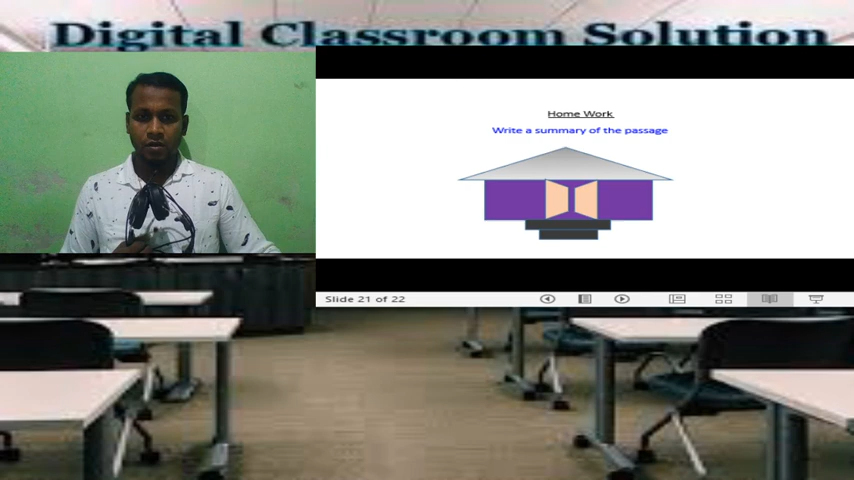 Digital Classroom Solution
Home Work
Write a summary of the passage
Slide 21 of 22